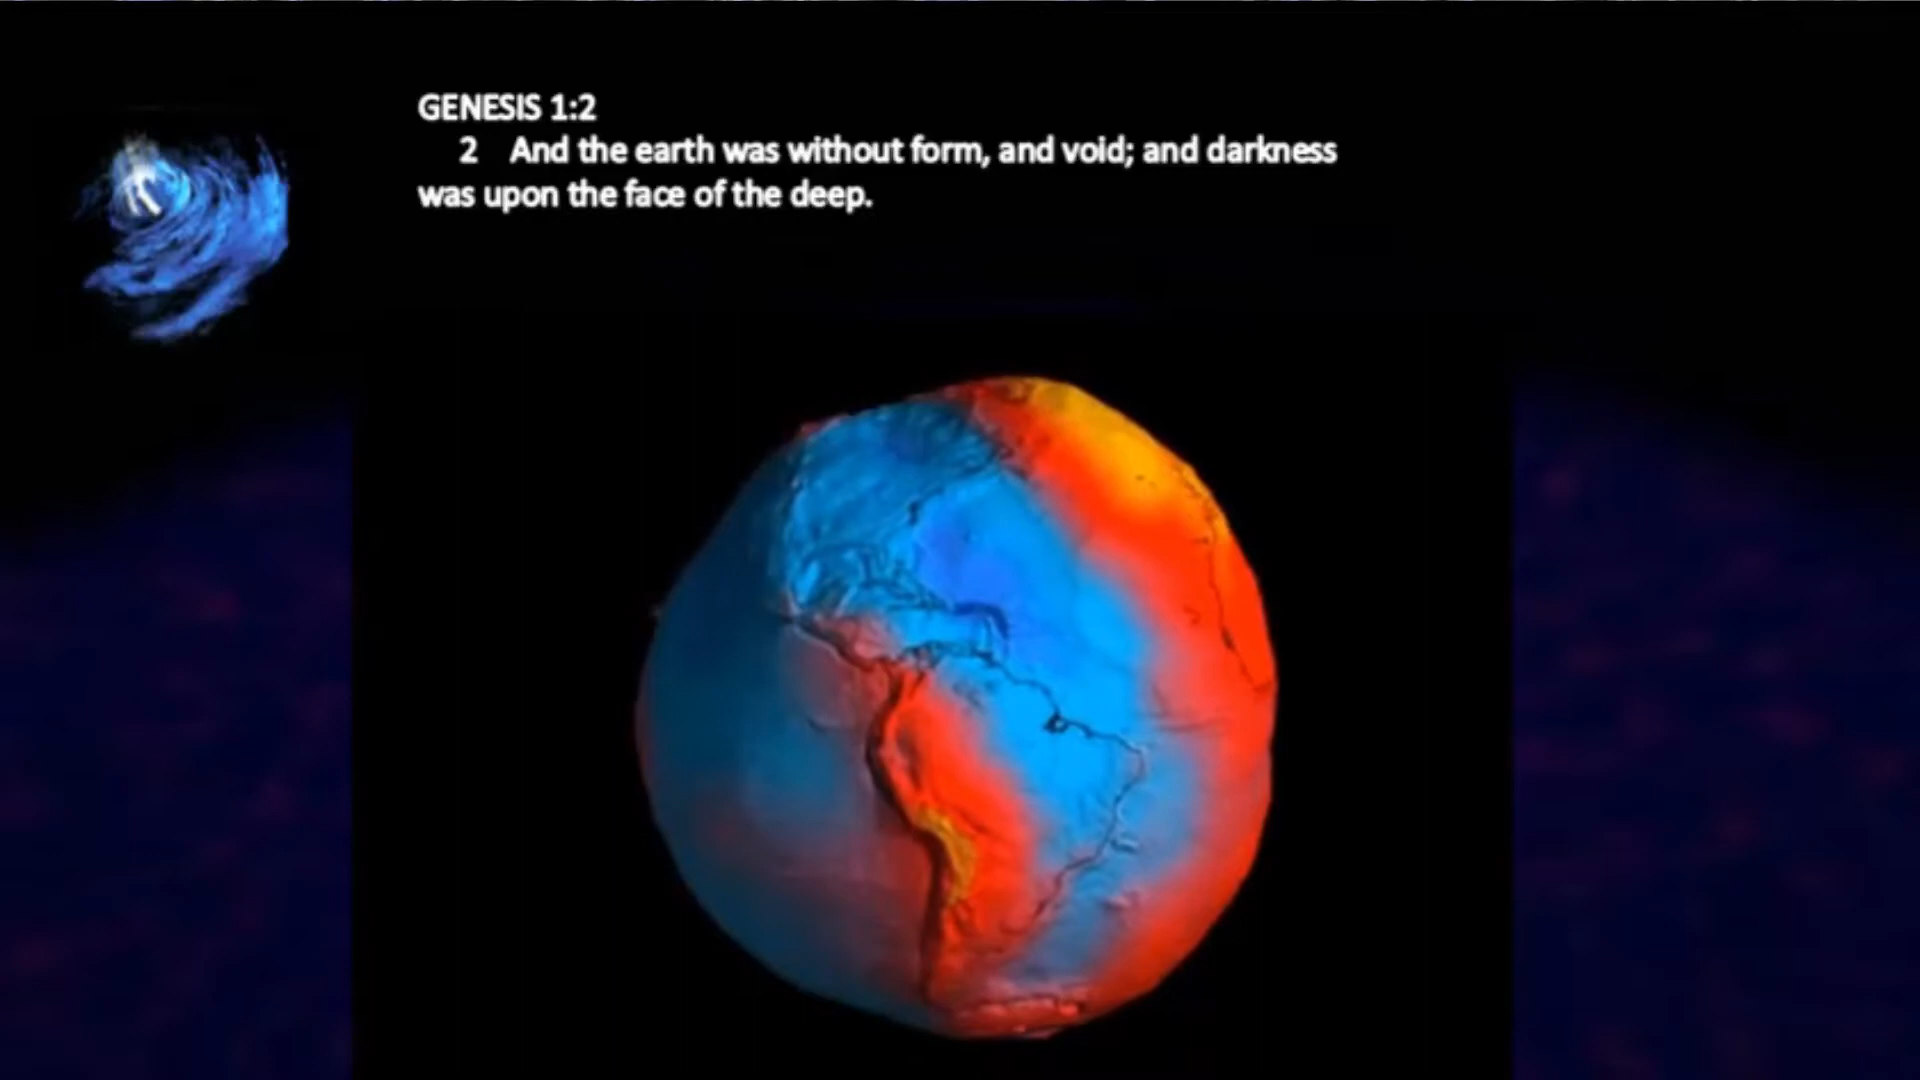 GENESIS 1:2
2 And the earth was without form, and void; and darkness
was upon the face of the deep.